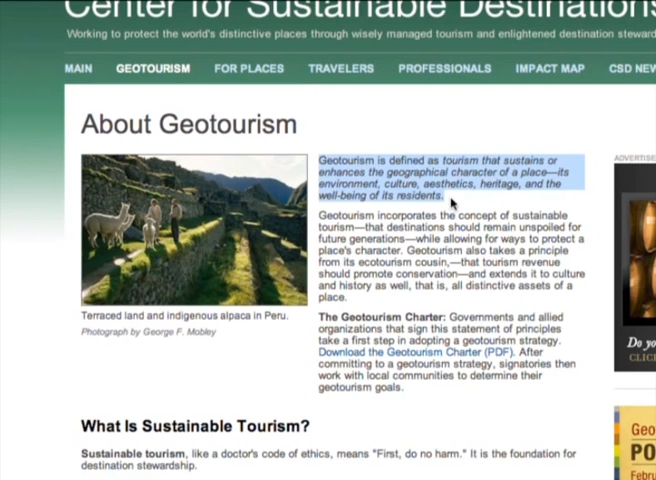 Center for Sustainable Destinations
Working to protect the world's distinctive places through wisely managed tourism and enlightened destination
MAIN GEOTOURISM FOR PLACES TRAVELERS PROFESSIONALS IMPACT MAP CSD
About Geotourism
Geotourism is defined as tourism that sustains or
enhances the geographical character of a place—its
environment, culture, aesthetics, heritage, and the
well-being of its residents.
Geotourism incorporates the concept of sustainable
tourism—that destinations should remain unspoiled for
future generations—while allowing for ways to protect a
place's character. Geotourism also takes a principle
from its ecotourism cousin,—that tourism revenue
should promote conservation—and extends it to culture
and history as well, that is, all distinctive assets of a
place.
Terraced land and indigenous alpaca in Peru.
Photograph by George F. Mobley
The Geotourism Charter: Governments and allied
organizations that sign this statement of principles
take a first step in adopting a geotourism strategy.
Download the Geotourism Charter (PDF). After
committing to a geotourism strategy, signatories then
work with local communities to determine their
geotourism goals.
What Is Sustainable Tourism?
Sustainable tourism, like a doctor's code of ethics, means "First, do no harm." It is the foundation for
destination stewardship.
Do yo
CLIC
Geo
PO
Febru